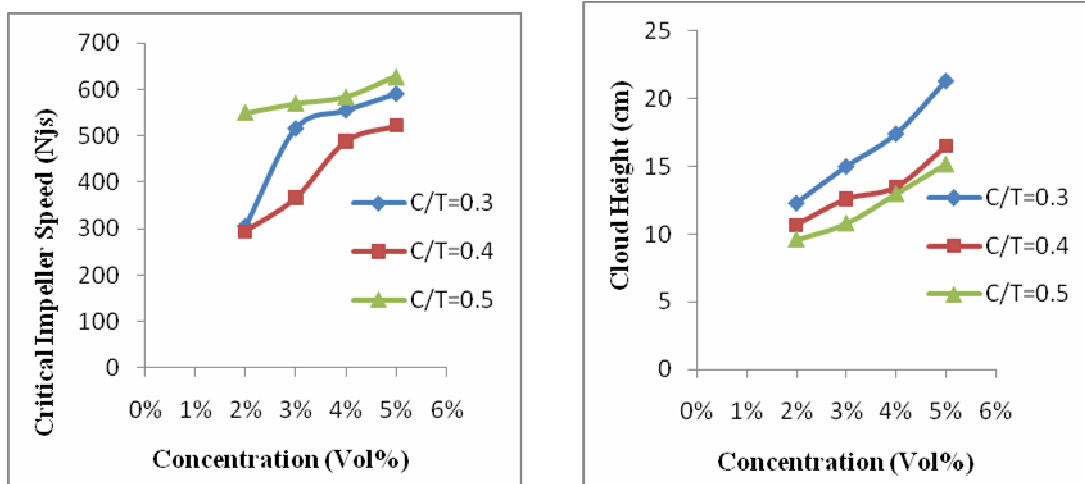 700
600
500
400
300
200
100
0
0% 1% 2% 3% 4% 5% 6%
Critical Impeller Speed (Njs)
Concentration (Vol%)
C/T=0.3
C/T=0.4
C/T=0.5
25
20
15
10
5
0
0% 1% 2% 3% 4% 5% 6%
Cloud Height (cm)
Concentration (Vol%)
C/T=0.3
C/T=0.4
C/T=0.5